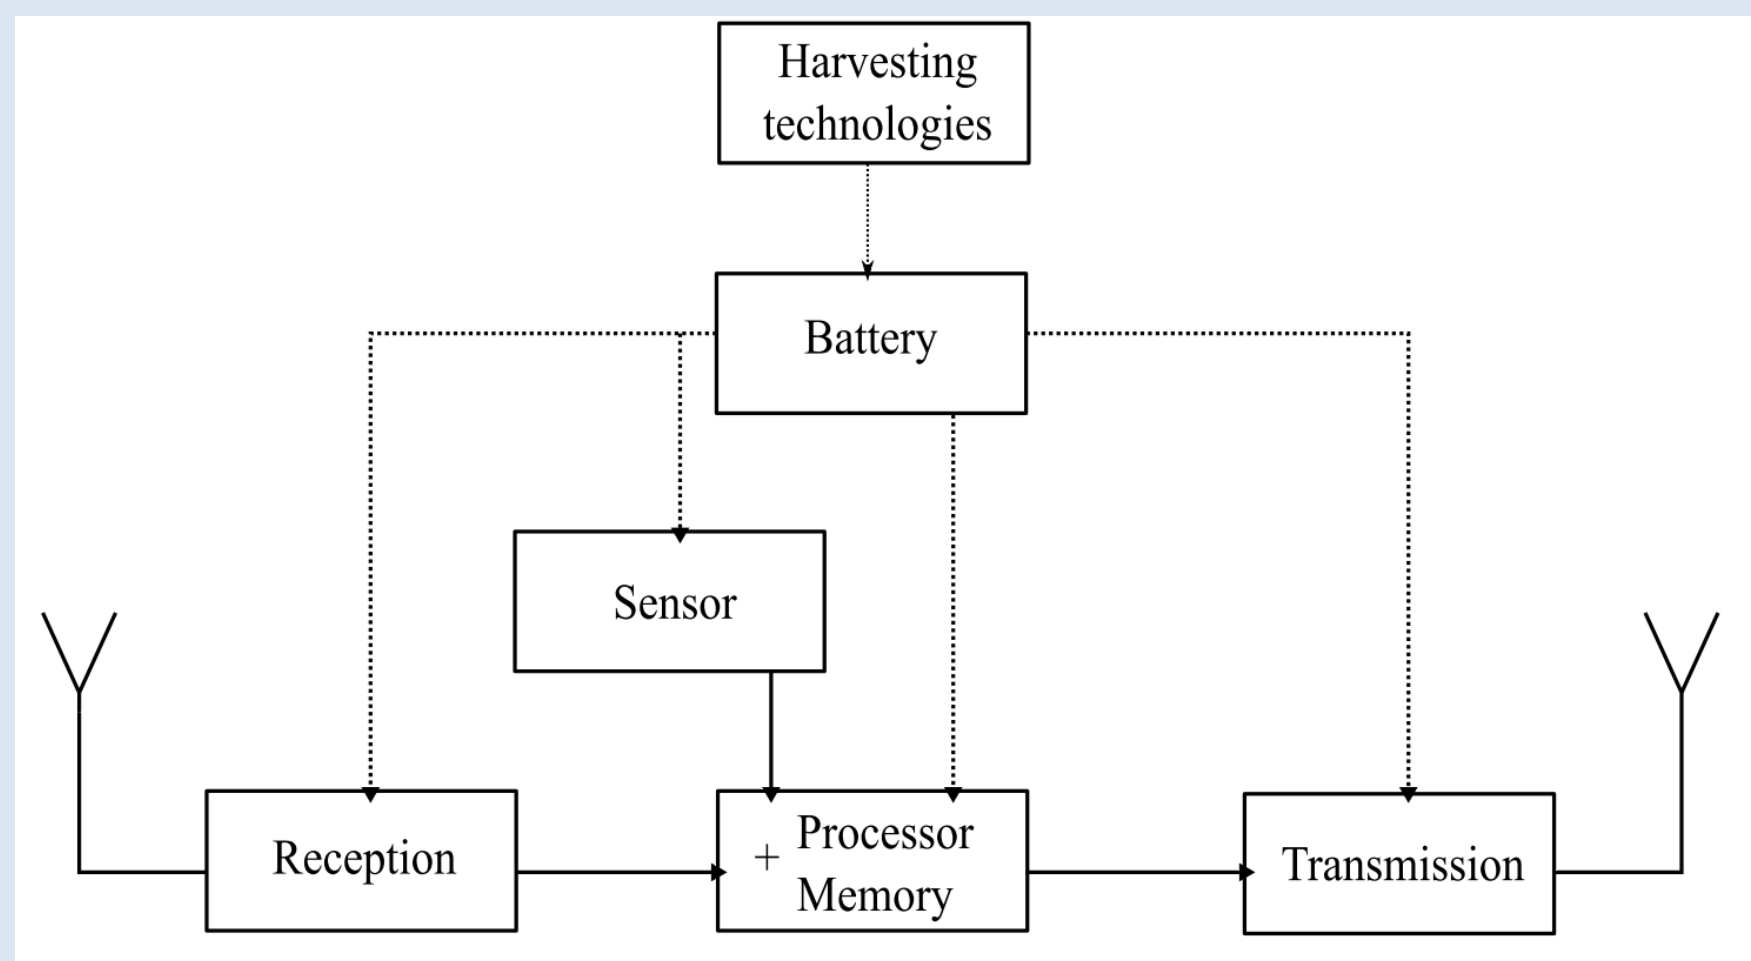 Harvesting
technologies
Battery
Sensor
Reception
+ Processor
Memory
Transmission